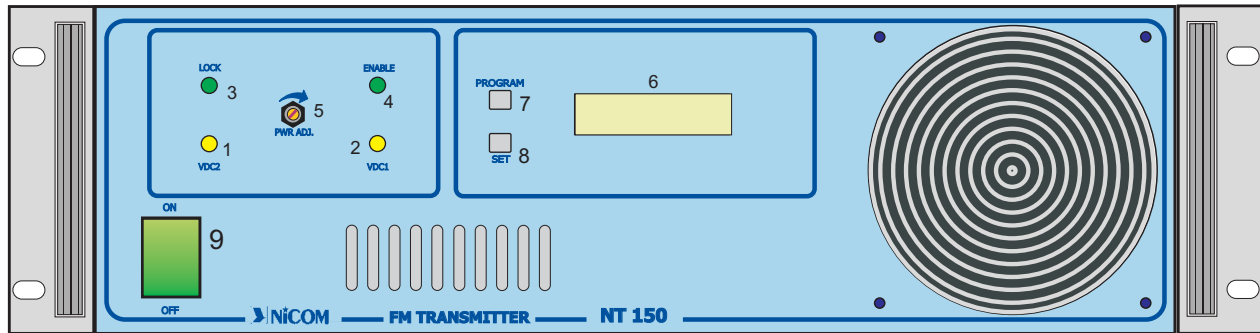 LOCK
3
ENABLE
4
5
PWR ADJ.
1
VDC2
2
VDC1
PROGRAM
7
6
SET 8
ON
9
OFF
NiCOM FM TRANSMITTER NT 150